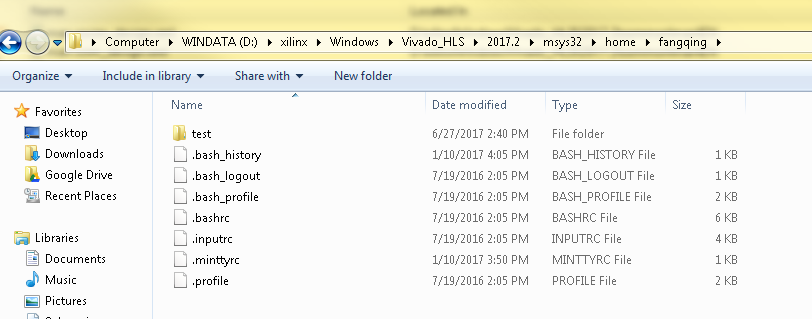 Computer WINDATA (D:) xilinx Windows Vivado_HLS 2017.2 msys32 home fangqing
Organize Include in library Share with New folder
Favorites
Desktop
Downloads
Google Drive
Recent Places
Libraries
Documents
Music
Pictures
Name Date modified Type Size
test 6/27/2017 2:40 PM File folder
.bash_history 1/10/2017 4:05 PM BASH_HISTORY File 1 KB
.bash_logout 7/19/2016 2:05 PM BASH_LOGOUT File 1 KB
.bash_profile 7/19/2016 2:05 PM BASH_PROFILE File 2 KB
.bashrc 7/19/2016 2:05 PM BASHRC File 6 KB
.inputrc 7/19/2016 2:05 PM INPUTRC File 4 KB
.minttyrc 1/10/2017 3:50 PM MINTTYRC File 1 KB
.profile 7/19/2016 2:05 PM PROFILE File 2 KB